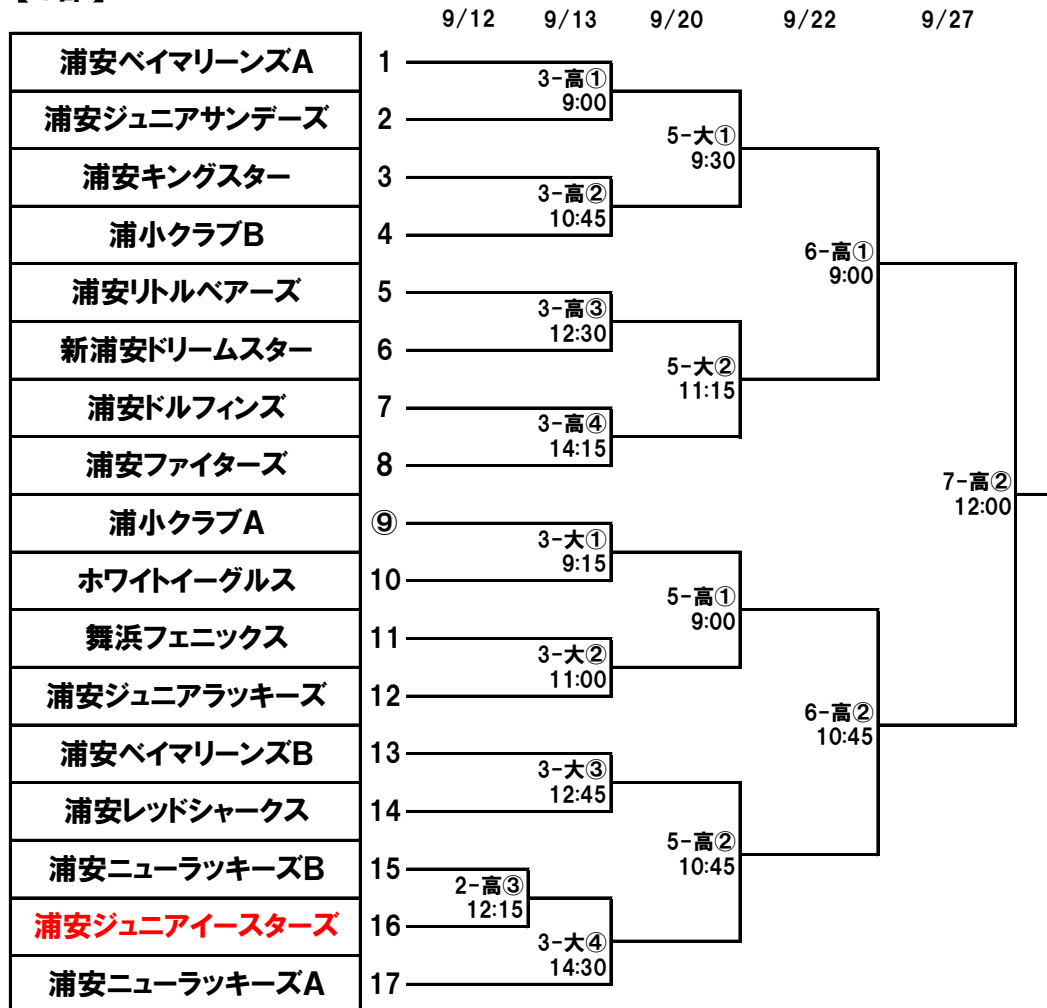 9/12 9/13 9/20 9/22 9/27
浦安ベイマリーンズA 1
3-高①
9:00
浦安ジュニアサンデーズ 2
5-大①
9:30
浦安キングスター 3
3-高②
10:45
浦小クラブB 4
6-高①
9:00
浦安リトルベアーズ 5
3-高③
12:30
新浦安ドリームスター 6
5-大②
11:15
浦安ドルフィンズ 7
3-高④
14:15
浦安ファイターズ 8
7-高②
12:00
浦小クラブA ⑨
3-大①
9:15
ホワイトイーグルス 10
5-高①
9:00
舞浜フェニックス 11
3-大②
11:00
浦安ジュニアラッキーズ 12
6-高②
10:45
浦安ベイマリーンズB 13
3-大③
12:45
浦安レッドシャークス 14
5-高②
10:45
浦安ニューラッキーズB 15
2-高③
12:15
浦安ジュニアイースターズ 16
3-大④
14:30
浦安ニューラッキーズA 17